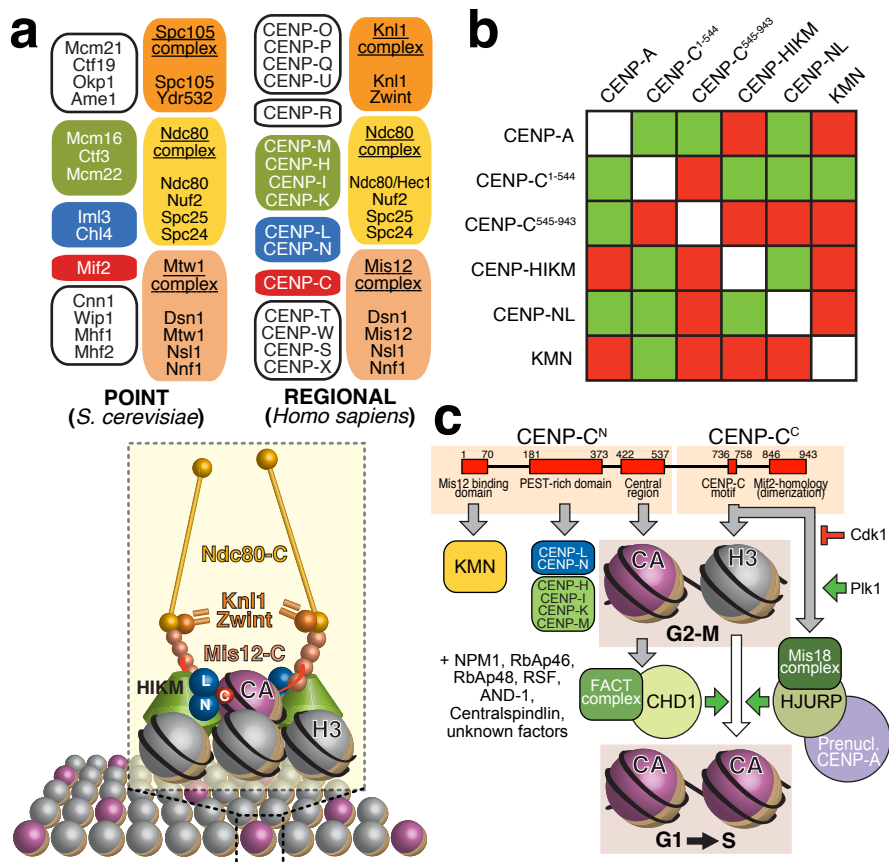 a
Mcm21
Ctf19
Okp1
Ame1
Mcm16
Ctf3
Mcm22
Iml3
Chl4
Mif2
Cnn1
Wip1
Mhf1
Mhf2
Spc105
complex
Spc105
Ydr532
Ndc80
complex
Ndc80
Nuf2
Spc25
Spc24
Mtw1
complex
Dsn1
Mtw1
Nsl1
Nnf1
POINT
(S. cerevisiae)
CENP-O
CENP-P
CENP-Q
CENP-U
CENP-R
CENP-M
CENP-H
CENP-I
CENP-K
CENP-L
CENP-N
CENP-C
CENP-T
CENP-W
CENP-S
CENP-X
Knl1
complex
Knl1
Zwint
Ndc80
complex
Ndc80/Hec1
Nuf2
Spc25
Spc24
Mis12
complex
Dsn1
Mis12
Nsl1
Nnf1
REGIONAL
(Homo sapiens)
Ndc80-C
Knl1
Zwint
Mis12-C
HIKM
L
N
C
CA
H3
b
CENP-A
CENP-C1-544
CENP-C545-943
CENP-HIKM
CENP-NL
KMN
CENP-A
CENP-C1-544
CENP-C545-943
CENP-HIKM
CENP-NL
KMN
c
CENP-CN
CENP-CC
1 70 181 373 422 537 736 758 846 943
Mis12 binding
domain
PEST-rich domain
Central
region
CENP-C
motif
Mif2-homology
(dimerization)
KMN
CENP-L
CENP-N
CENP-H
CENP-I
CENP-K
CENP-M
CA
H3
G2-M
Cdk1
Plk1
+ NPM1, RbAp46,
RbAp48, RSF,
AND-1,
Centralspindlin,
unknown factors
FACT
complex
CHD1
Mis18
complex
HJURP
Prenucl.
CENP-A
CA
CA
G1
S